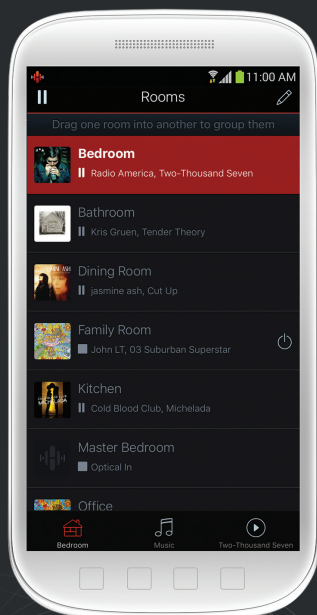 11:00 AM
Rooms
Drag one room into another to group them
Bedroom
Radio America, Two-Thousand Seven
Bathroom
Kris Gruen, Tender Theory
Dining Room
jasmine ash, Cut Up
Family Room
John LT, 03 Suburban Superstar
Kitchen
Cold Blood Club, Michelada
Master Bedroom
Optical In
Office
Bedroom
Music
Two-Thousand Seven